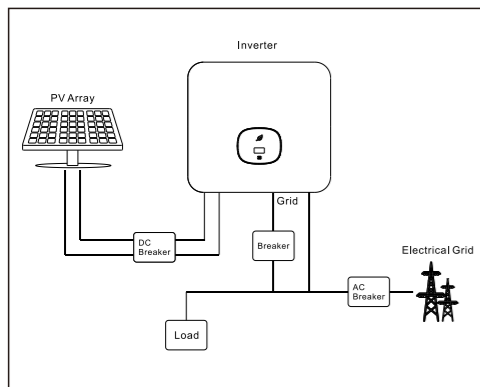 Inverter
PV Array
Grid
DC
Breaker
Breaker
Electrical Grid
AC
Breaker
Load